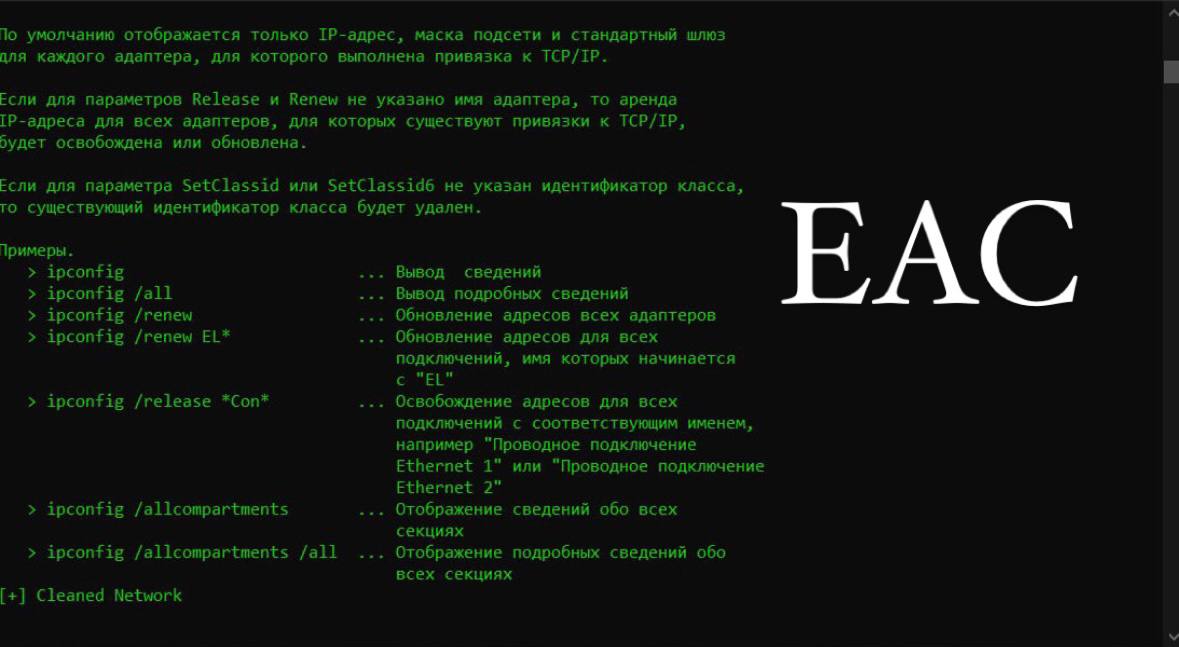 По умолчанию отображается только IP-адрес, маска подсети и стандартный шлюз
для каждого адаптера, для которого выполнена привязка к TCP/IP.
Если для параметров Release и Renew не указано имя адаптера, то аренда
IP-адреса для всех адаптеров, для которых существуют привязки к TCP/IP,
будет освобождена или обновлена.
Если для параметра SetClassid или SetClassid6 не указан идентификатор класса,
то существующий идентификатор класса будет удален.
EAC
Примеры.
> ipconfig ... Вывод сведений
> ipconfig /all ... Вывод подробных сведений
> ipconfig /renew ... Обновление адресов всех адаптеров
> ipconfig /renew EL* ... Обновление адресов для всех
подключений, имя которых начинается
с "EL"
> ipconfig /release *Con* ... Освобождение адресов для всех
подключений с соответствующим именем,
например "Проводное подключение
Ethernet 1" или "Проводное подключение
Ethernet 2"
> ipconfig /allcompartments ... Отображение сведений обо всех
секциях
> ipconfig /allcompartments /all ... Отображение подробных сведений обо
всех секциях
[+] Cleaned Network